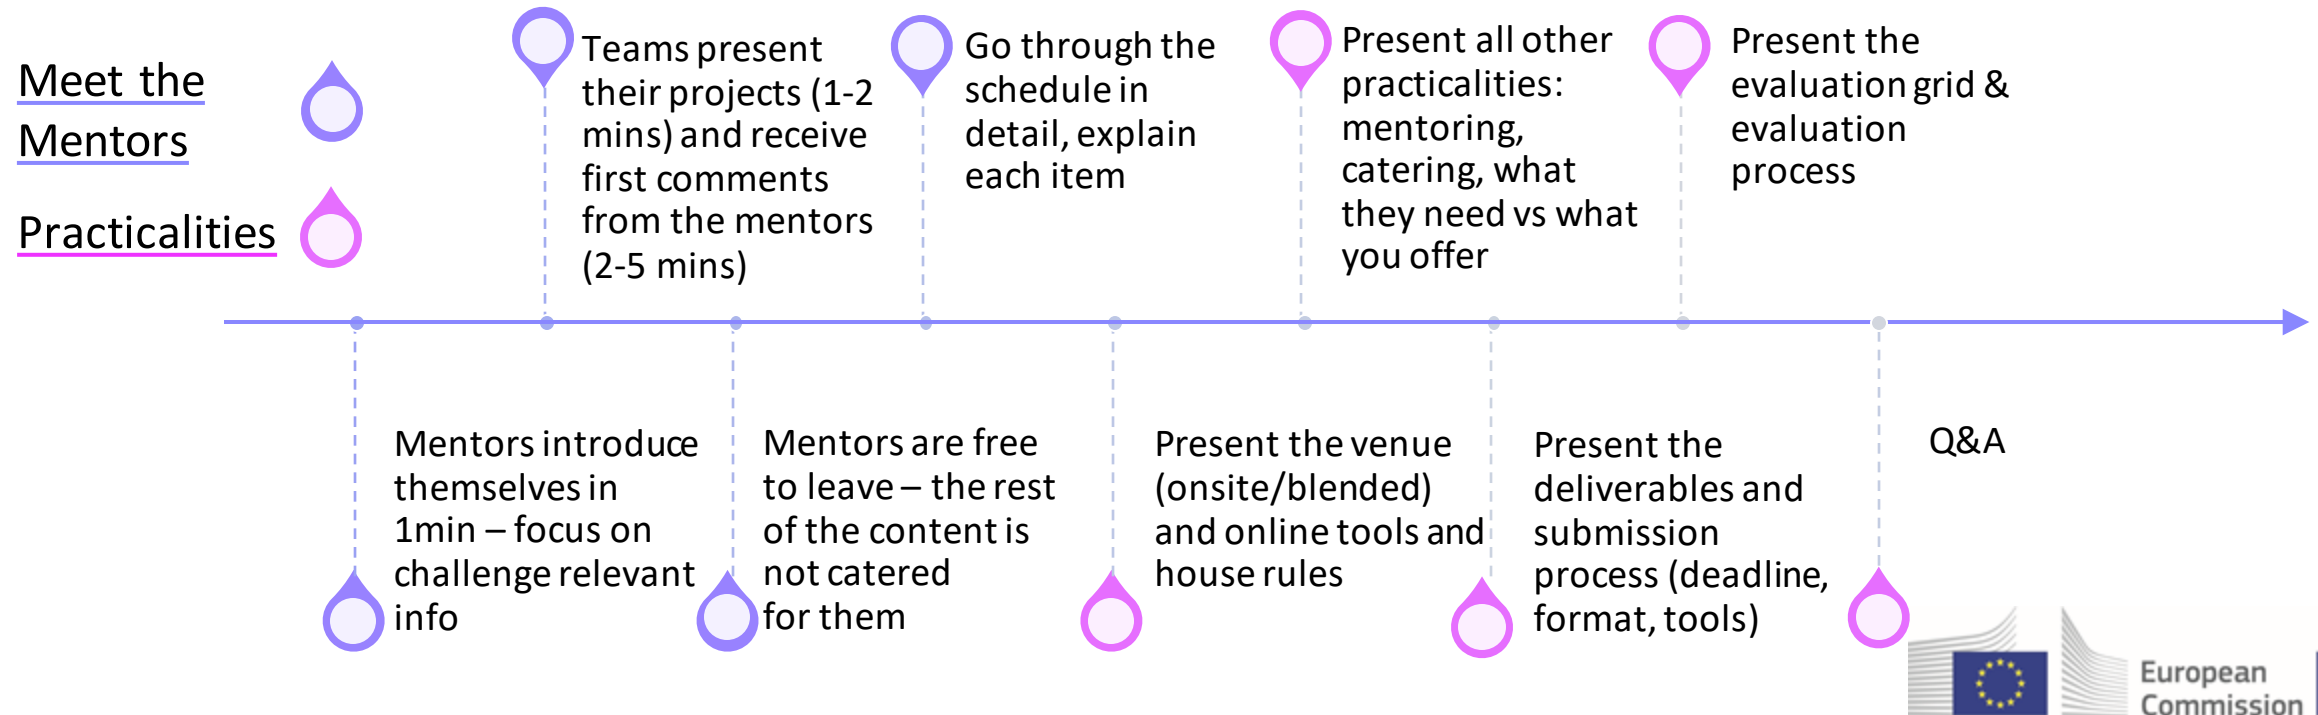 Meet the
Mentors
Practicalities
Teams present
their projects (1-2
mins) and receive
first comments
from the mentors
(2-5 mins)
Go through the
schedule in
detail, explain
each item
Present all other
practicalities:
mentoring,
catering, what
they need vs what
you offer
Present the
evaluation grid &
evaluation
process
Mentors introduce
themselves in
1min – focus on
challenge relevant
info
Mentors are free
to leave – the rest
of the content is
not catered
for them
Present the venue
(onsite/blended)
and online tools and
house rules
Present the
deliverables and
submission
process (deadline,
format, tools)
Q&A
European
Commission